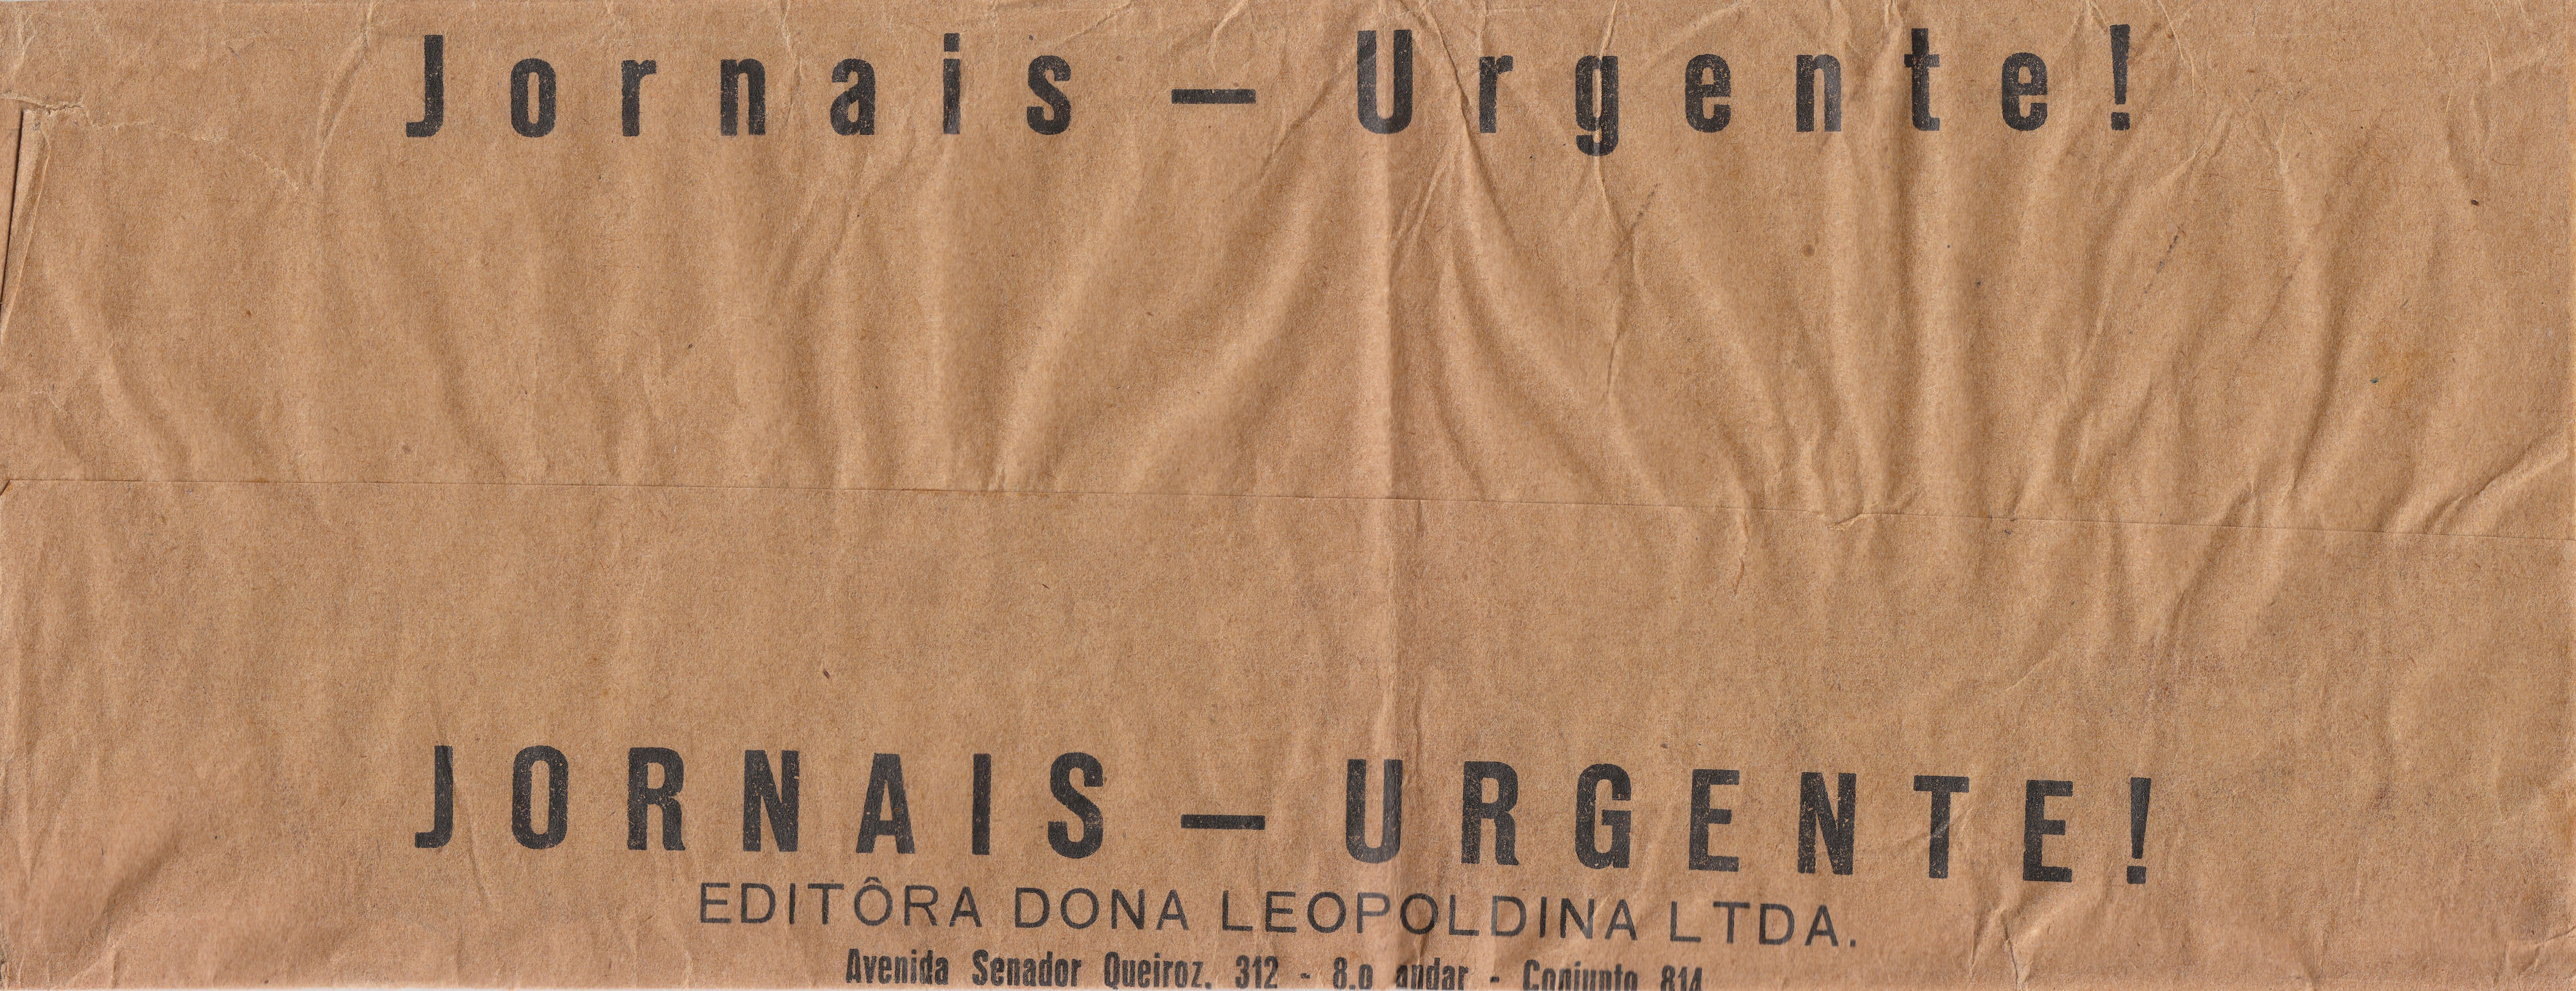 Jornais — Urgente!
JORNAIS — URGENTE!
EDITÔRA DONA LEOPOLDINA LTDA.
Avenida Senador Queiroz, 312 - 8.o andar - Conjunto 814